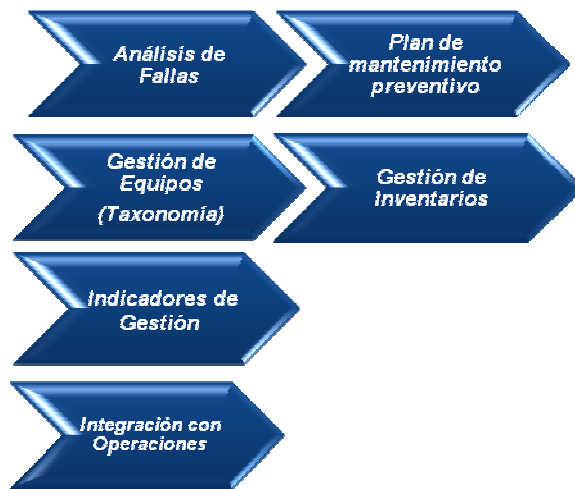 Análisis de
Fallas
Plan de
mantenimiento
preventivo
Gestión de
Equipos
(Taxonomía)
Gestión de
Inventarios
Indicadores de
Gestión
Integración con
Operaciones